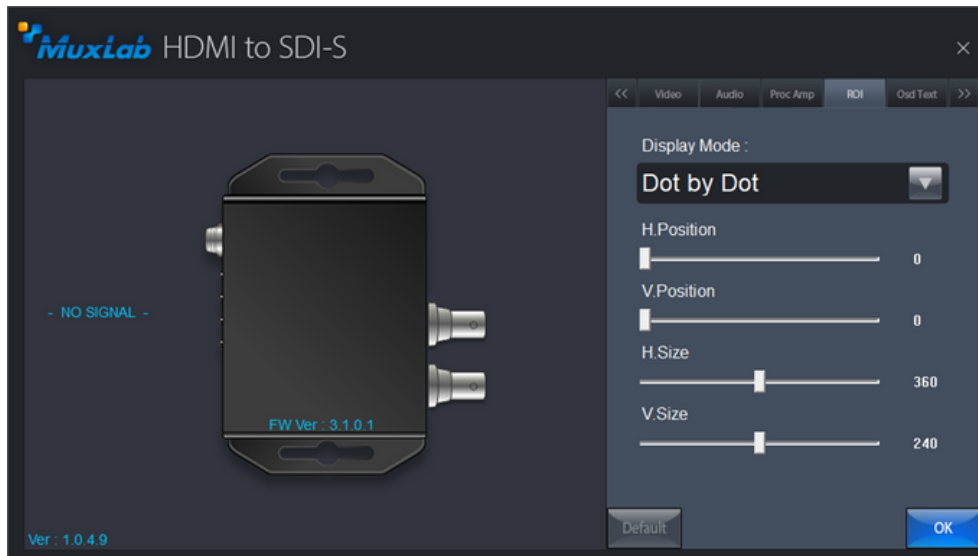 MuxLab HDMI to SDI-S
<< Video Audio Proc Amp ROI Osd Text >>
Display Mode :
Dot by Dot
H.Position
0
V.Position
0
H.Size
360
V.Size
240
- NO SIGNAL -
FW Ver : 3.1.0.1
Ver : 1.0.4.9
Default OK